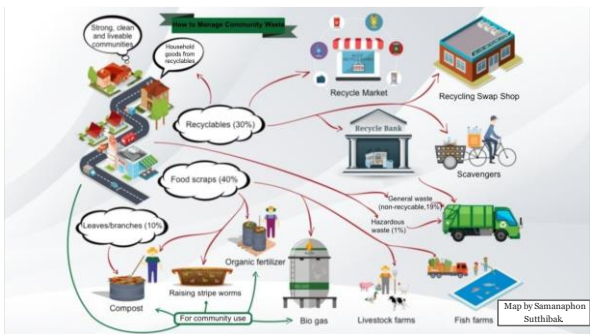 How to Manage Community Waste
Strong, clean
and liveable
communities
Household
goods from
recyclables
Recycle Market
Recycling Swap Shop
Recyclables (30%)
Recycle Bank
Scavengers
Food scraps (40%
General waste
(non-recycable,19%)
Hazardous
waste (1%)
Leaves/branches (10%)
Organic fertilizer
Compost
Raising stripe worms
For community use
Bio gas
Livestock farms
Fish farms
Map by Samanaphon
Sutthibak.